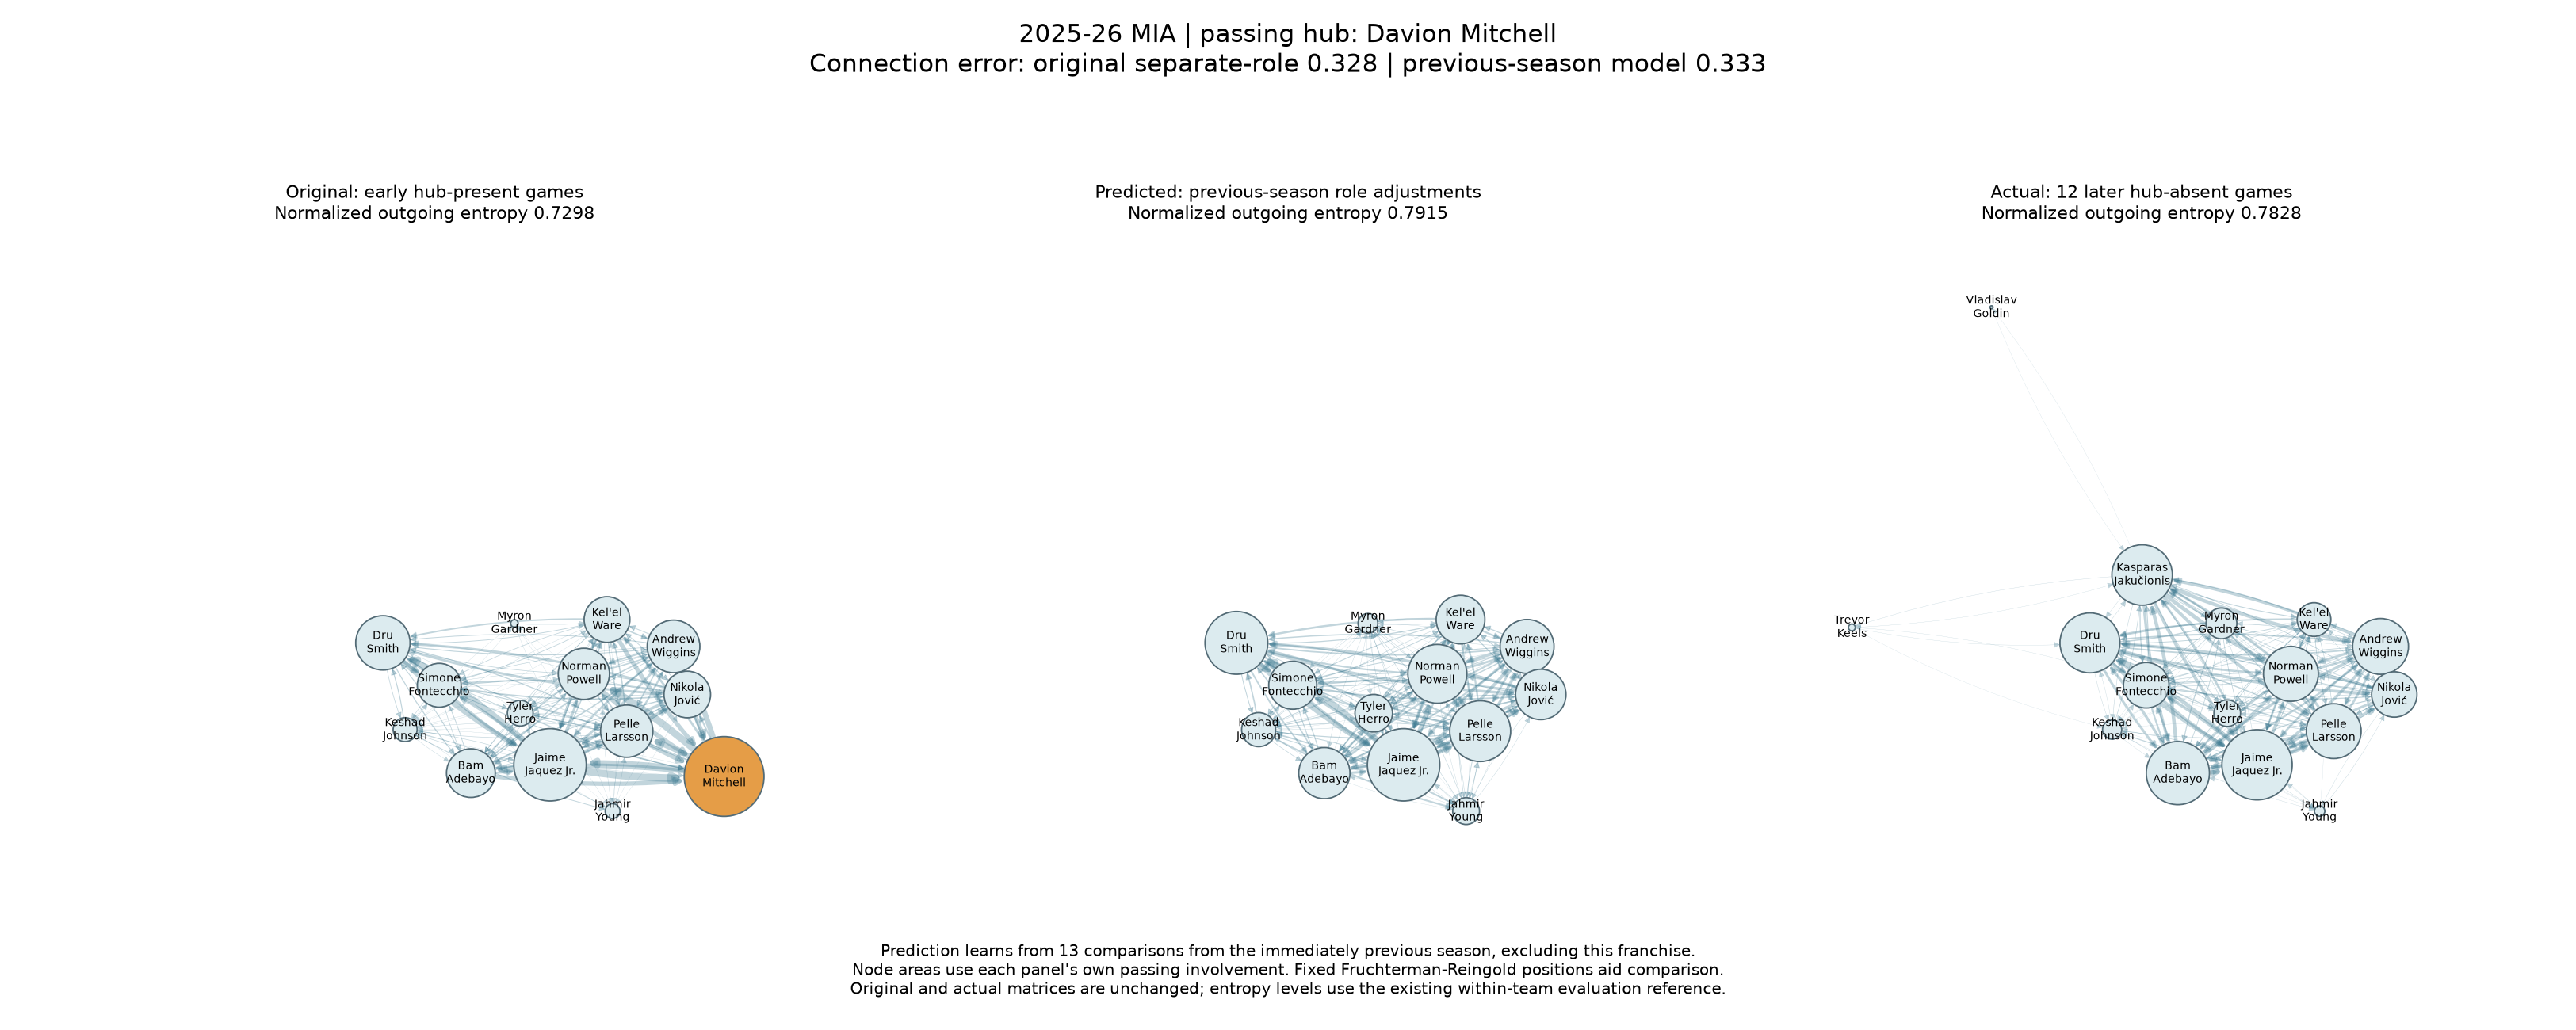 2025-26 MIA | passing hub: Davion Mitchell
Connection error: original separate-role 0.328 | previous-season model 0.333
Original: early hub-present games
Normalized outgoing entropy 0.7298
Predicted: previous-season role adjustments
Normalized outgoing entropy 0.7915
Actual: 12 later hub-absent games
Normalized outgoing entropy 0.7828
Dru
Smith
Myron
Gardner
Kel'el
Ware
Andrew
Wiggins
Simone
Fontecchio
Norman
Powell
Nikola
Jović
Keshad
Johnson
Tyler
Herro
Pelle
Larsson
Bam
Adebayo
Jaime
Jaquez Jr.
Davion
Mitchell
Jahmir
Young
Dru
Smith
Myron
Gardner
Kel'el
Ware
Andrew
Wiggins
Simone
Fontecchio
Norman
Powell
Nikola
Jović
Keshad
Johnson
Tyler
Herro
Pelle
Larsson
Bam
Adebayo
Jaime
Jaquez Jr.
Jahmir
Young
Vladislav
Goldin
Kasparas
Jakučionis
Trevor
Keels
Dru
Smith
Myron
Gardner
Kel'el
Ware
Andrew
Wiggins
Simone
Fontecchio
Norman
Powell
Nikola
Jović
Keshad
Johnson
Tyler
Herro
Pelle
Larsson
Bam
Adebayo
Jaime
Jaquez Jr.
Jahmir
Young
Prediction learns from 13 comparisons from the immediately previous season, excluding this franchise.
Node areas use each panel's own passing involvement. Fixed Fruchterman-Reingold positions aid comparison.
Original and actual matrices are unchanged; entropy levels use the existing within-team evaluation reference.